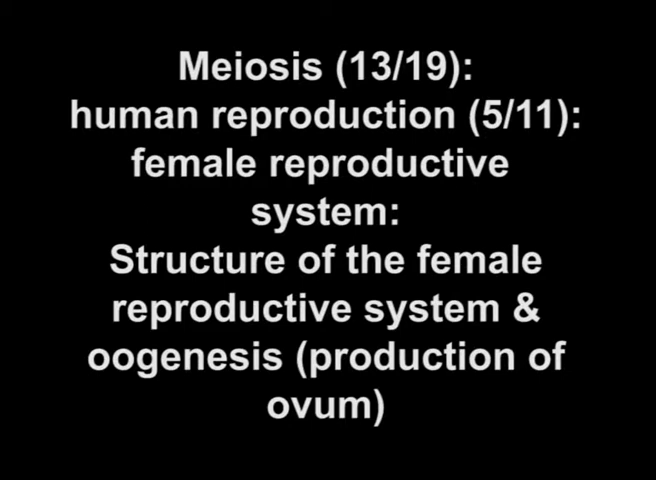 Meiosis (13/19):
human reproduction (5/11):
female reproductive
system:
Structure of the female
reproductive system &
oogenesis (production of
ovum)